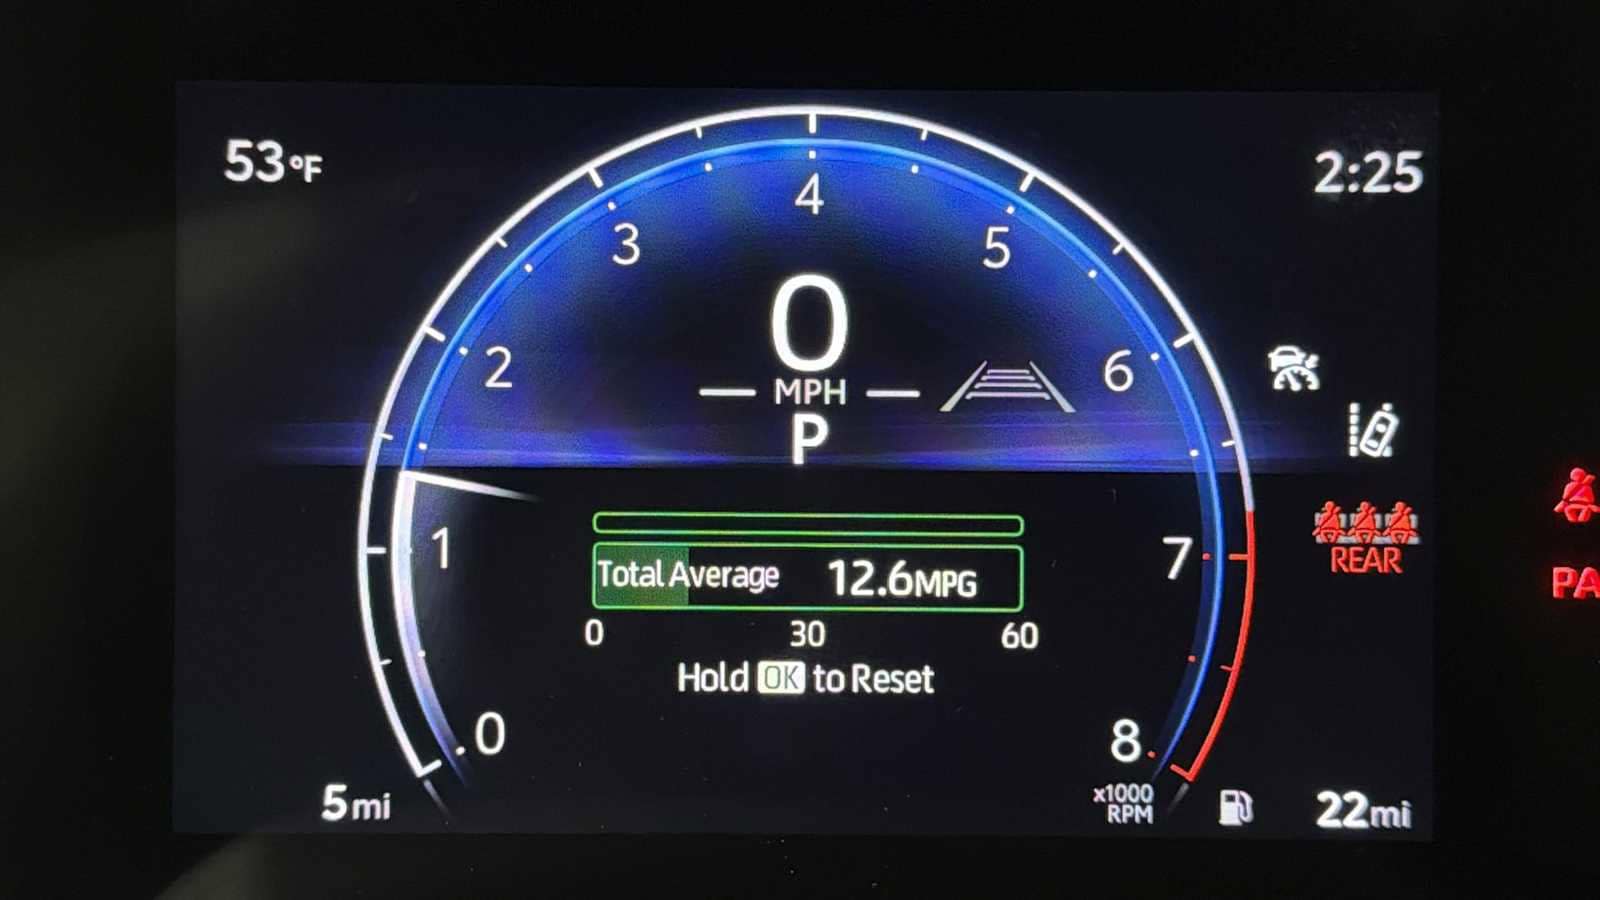 53°F
2:25
4
3
5
0
2
6
MPH
P
1
7
REAR
Total Average 12.6MPG
PA
0 30 60
Hold OK to Reset
0
8
x1000
RPM
5mi
22mi